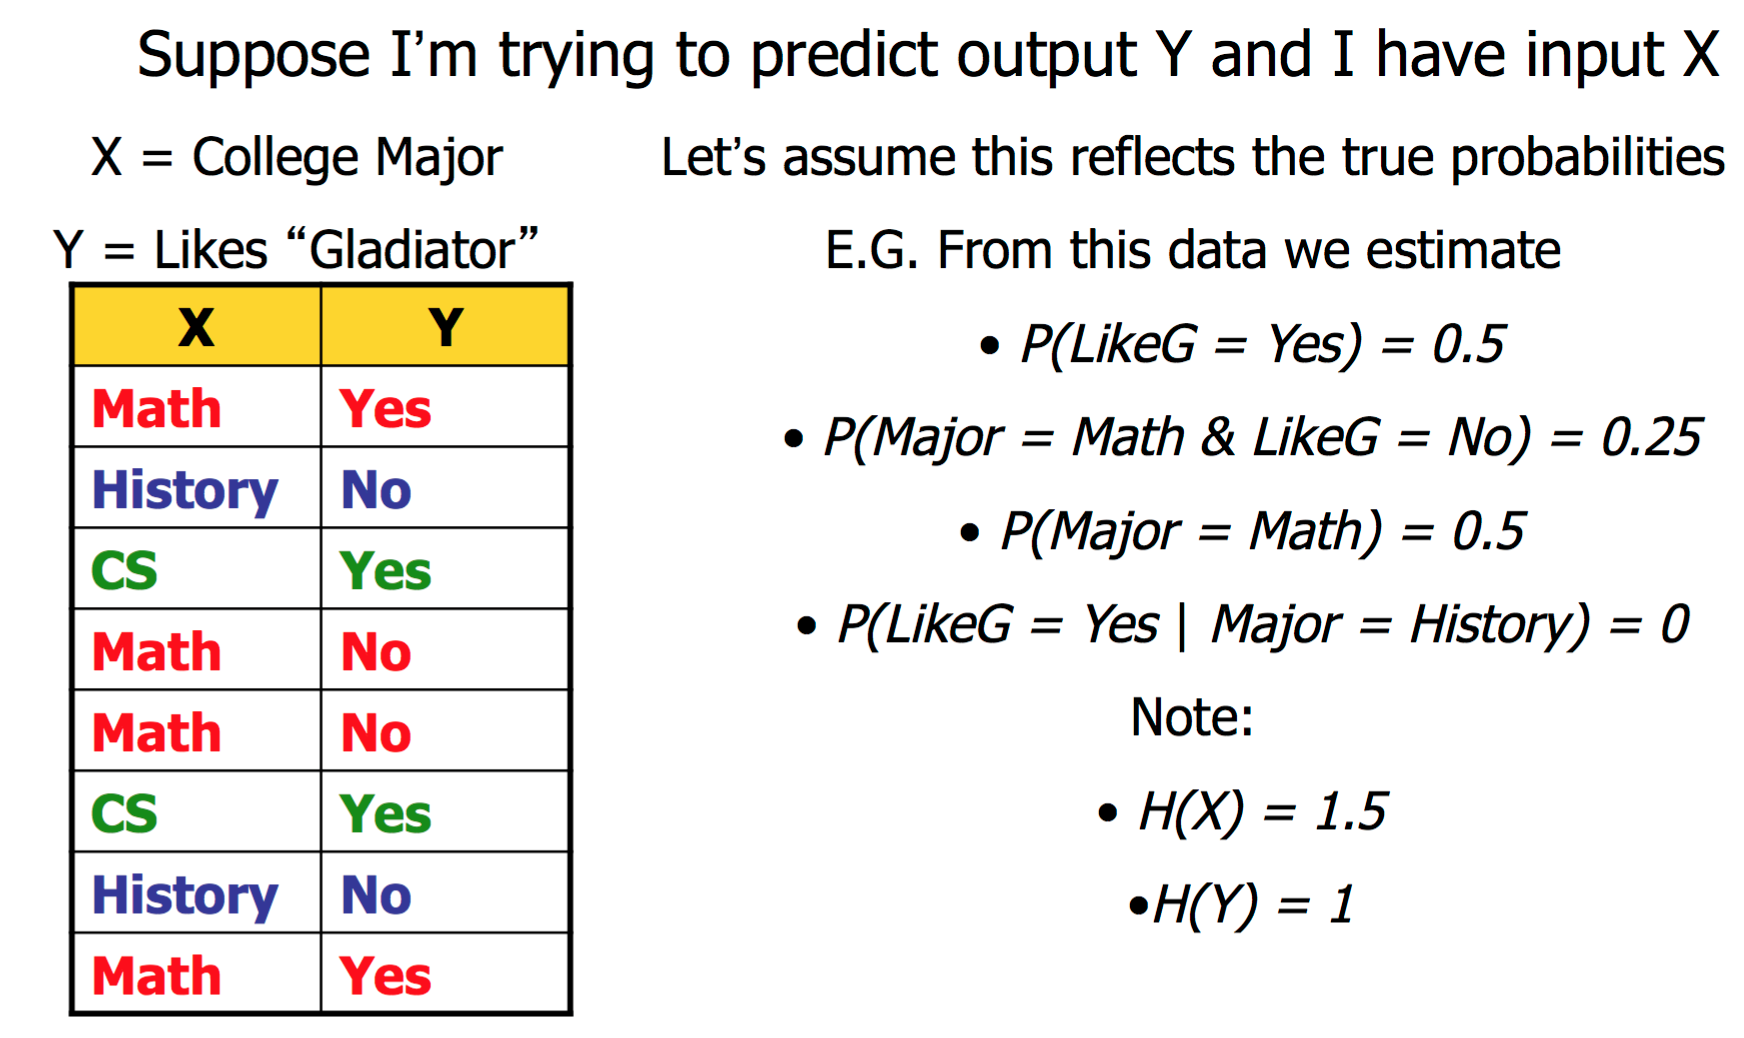 Suppose I’m trying to predict output Y and I have input X
X = College Major
Y = Likes “Gladiator”
X Y
Math Yes
History No
CS Yes
Math No
Math No
CS Yes
History No
Math Yes
Let’s assume this reflects the true probabilities
E.G. From this data we estimate
• P(LikeG = Yes) = 0.5
• P(Major = Math & LikeG = No) = 0.25
• P(Major = Math) = 0.5
• P(LikeG = Yes | Major = History) = 0
Note:
• H(X) = 1.5
•H(Y) = 1